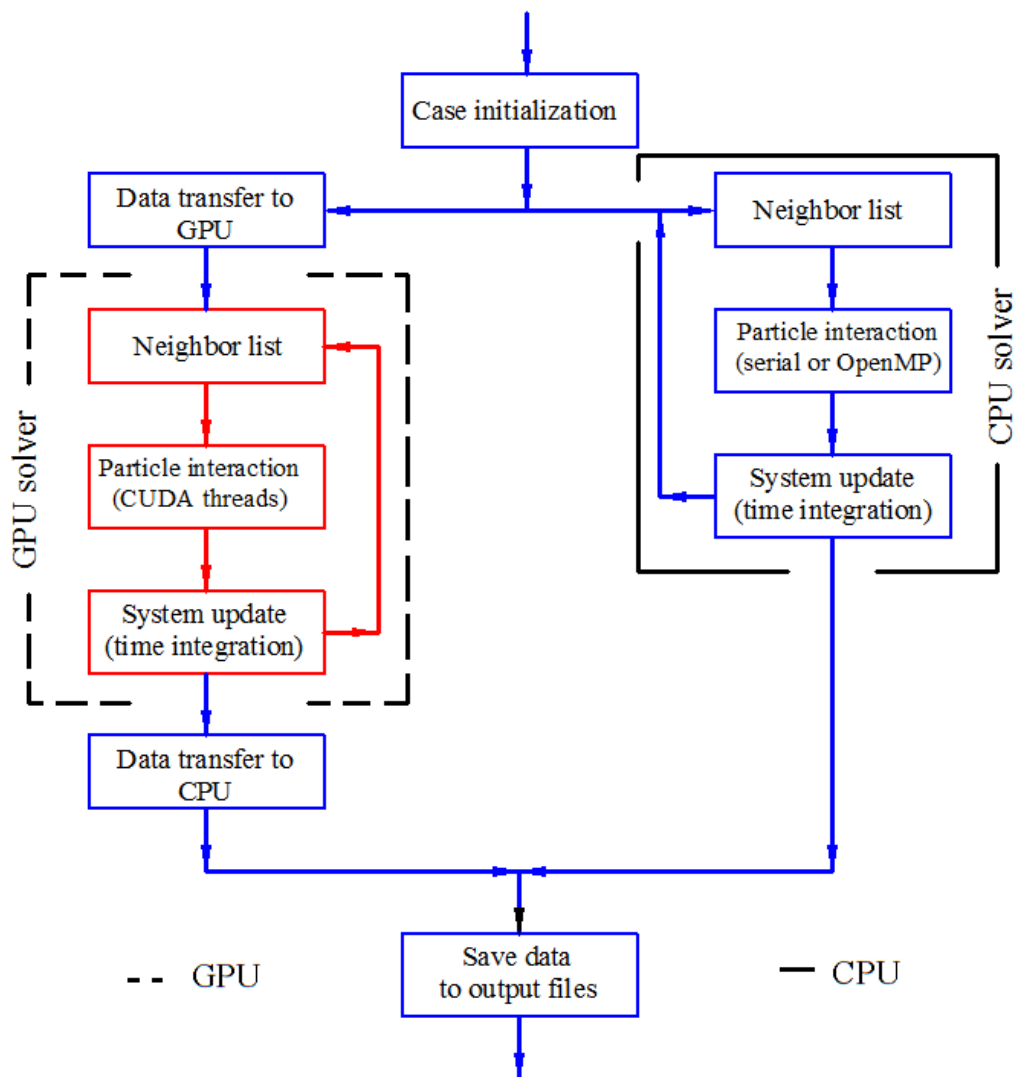 Case initialization
Data transfer to
GPU
Neighbor list
Particle interaction
(CUDA threads)
System update
(time integration)
GPU solver
Data transfer to
CPU
Neighbor list
Particle interaction
(serial or OpenMP)
System update
(time integration)
CPU solver
Save data
to output files
GPU
CPU